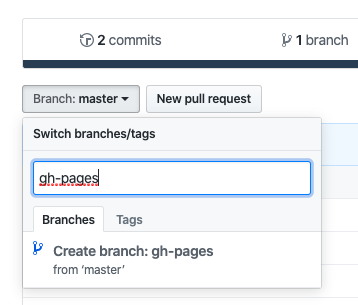 2 commits
1 branch
Branch: master
New pull request
Switch branches/tags
gh-pages
Branches
Tags
Create branch: gh-pages
from ‘master’